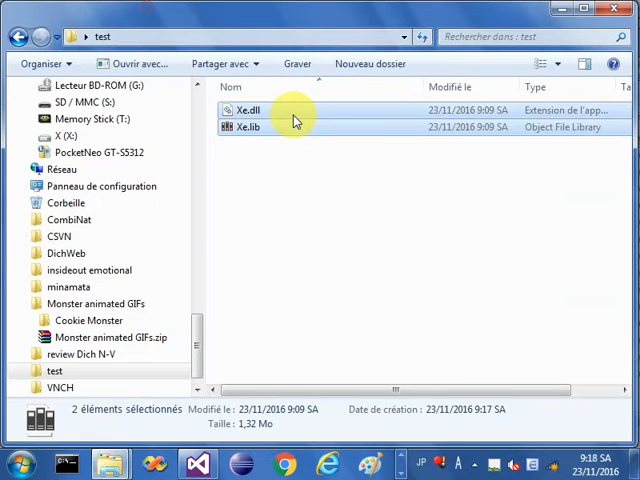 test
Rechercher dans : test
Organiser
Ouvrir avec...
Partager avec
Graver
Nouveau dossier
Nom
Modifié le
Type
Ta
Xe.dll
23/11/2016 9:09 SA
Extension de l'app...
Xe.lib
23/11/2016 9:09 SA
Object File Library
Lecteur BD-ROM (G:)
SD / MMC (S:)
Memory Stick (T:)
X (X:)
PocketNeo GT-S5312
Réseau
Panneau de configuration
Corbeille
CombiNat
CSVN
DichWeb
insideout emotional
minamata
Monster animated GIFs
Cookie Monster
Monster animated GIFs.zip
review Dich N-V
test
VNCH
2 éléments sélectionnés
Modifié le : 23/11/2016 9:09 SA
Date de création : 23/11/2016 9:17 SA
Taille : 1,32 Mo
JP
A
E
9:18 SA
23/11/2016